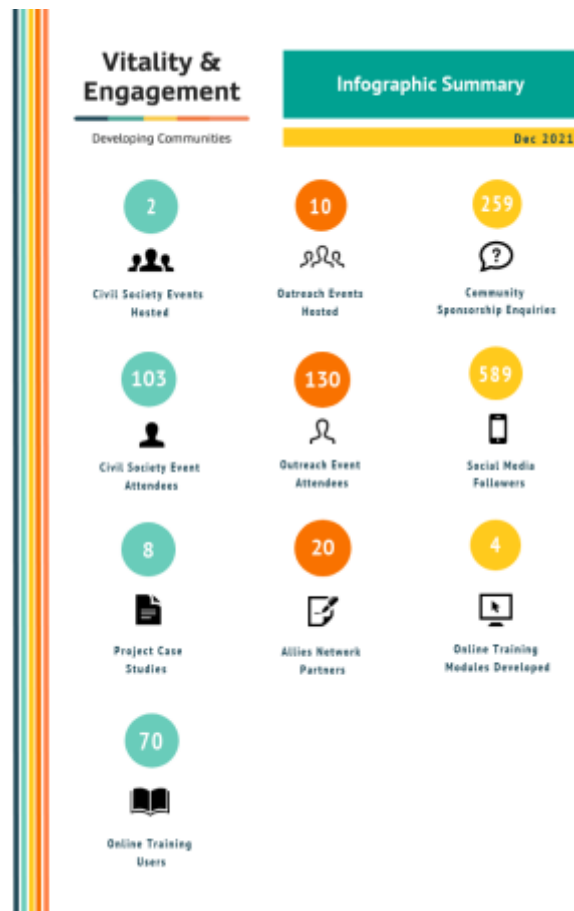 Vitality &
Engagement
Developing Communities
Infographic Summary
Dec 2021
2
Civil Society Events
Hosted
10
Outreach Events
Hosted
259
?
Community
Sponsorship Enquiries
103
Civil Society Event
Attendees
130
Outreach Event
Attendees
589
Social Media
Followers
8
Project Case
Studies
20
Allies Network
Partners
4
Online Training
Modules Developed
70
Online Training
Users